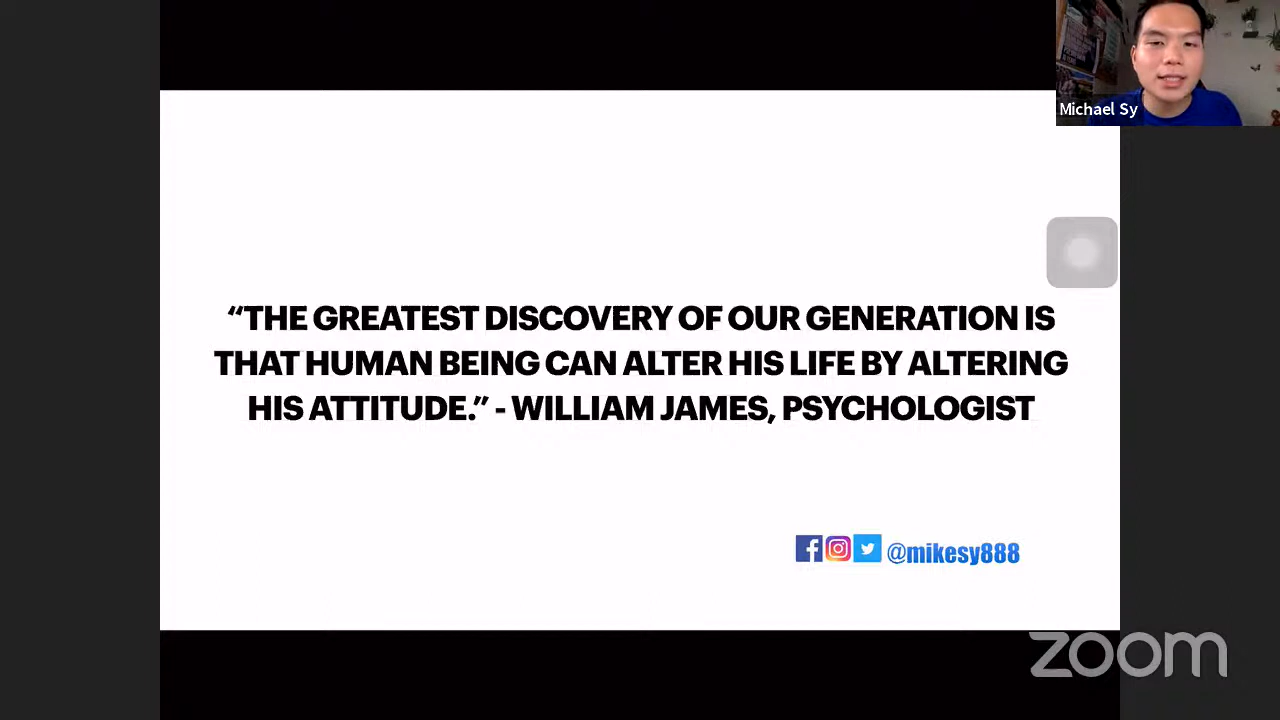 Michael Sy
“THE GREATEST DISCOVERY OF OUR GENERATION IS
THAT HUMAN BEING CAN ALTER HIS LIFE BY ALTERING
HIS ATTITUDE.” - WILLIAM JAMES, PSYCHOLOGIST
@mikesy888
zoom